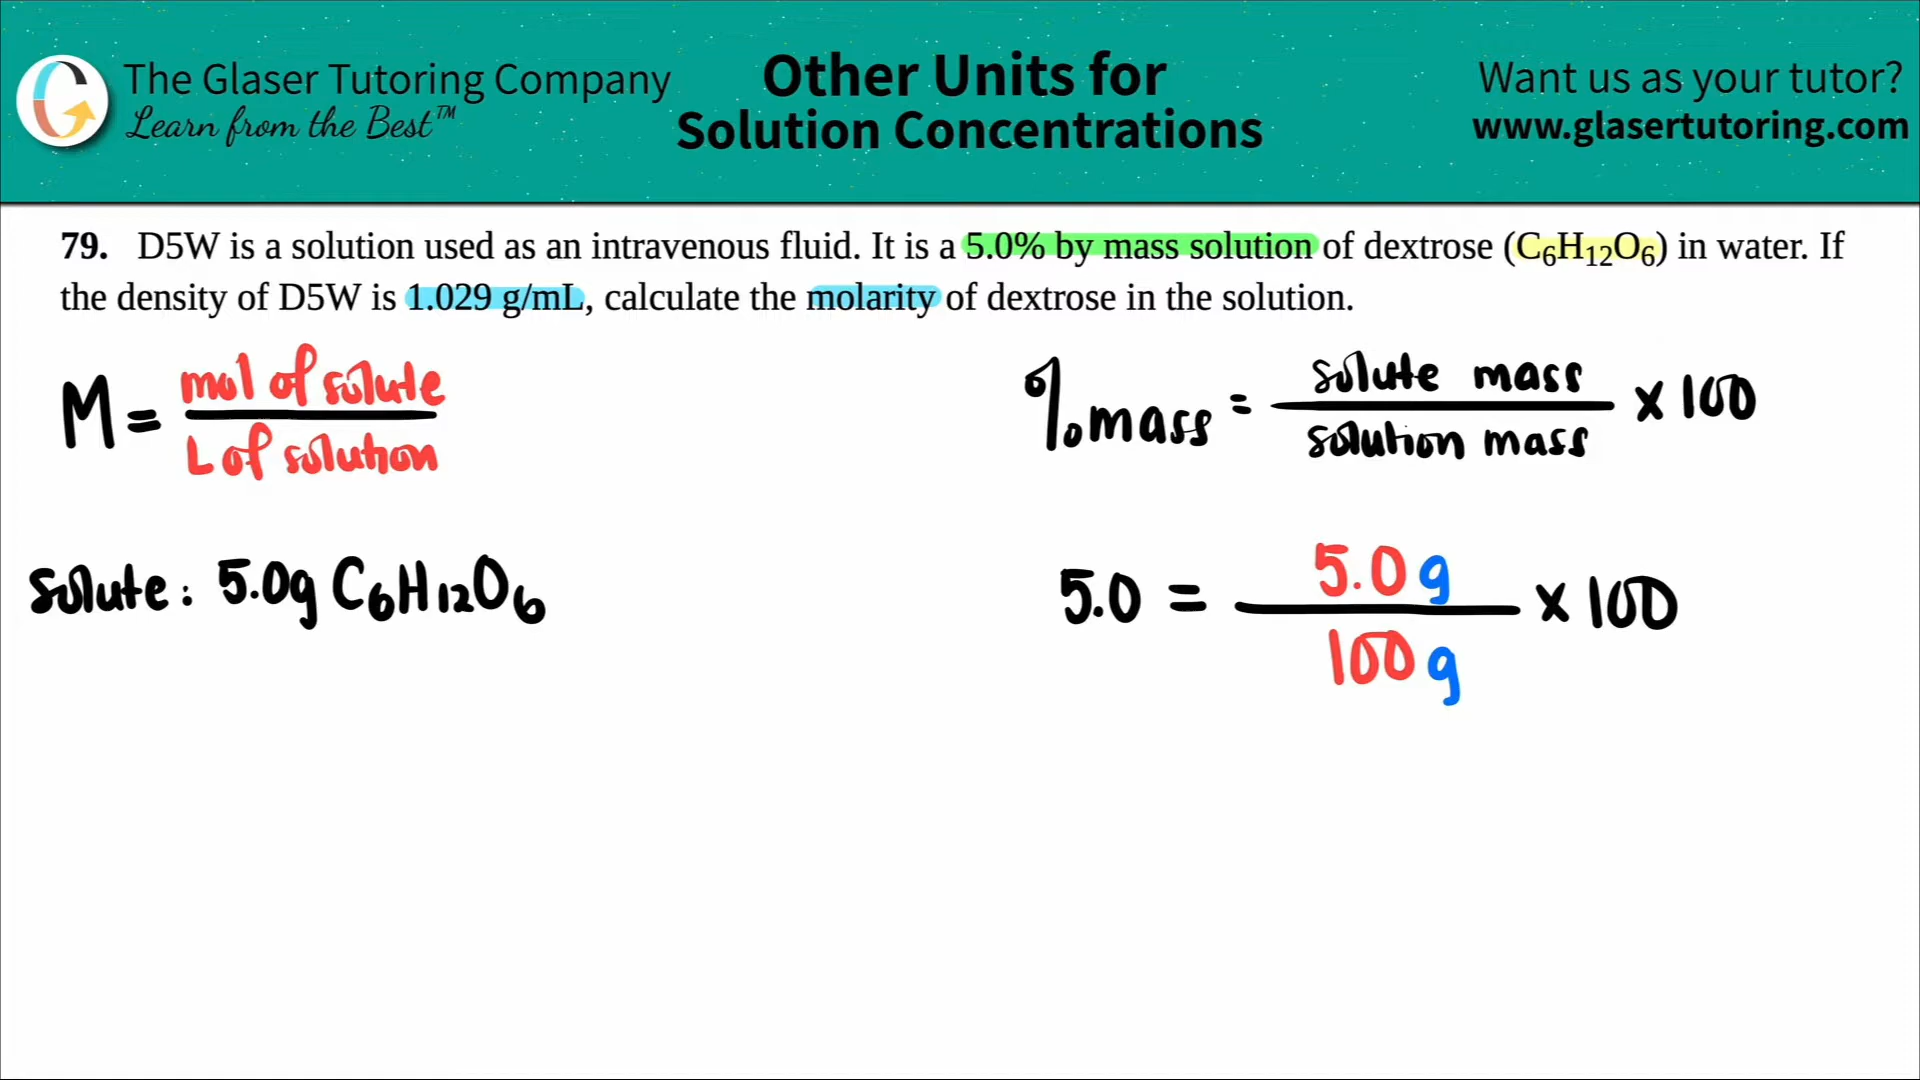 The Glaser Tutoring Company
Learn from the Best™
Other Units for
Solution Concentrations
Want us as your tutor?
www.glasertutoring.com
79. D5W is a solution used as an intravenous fluid. It is a 5.0% by mass solution of dextrose (C₆H₁₂O₆) in water. If
the density of D5W is 1.029 g/mL, calculate the molarity of dextrose in the solution.
M = mol of solute
L of solution
%mass = solute mass x 100
solution mass
solute: 5.0g C₆H₁₂O₆
5.0 = 5.0g x 100
100g